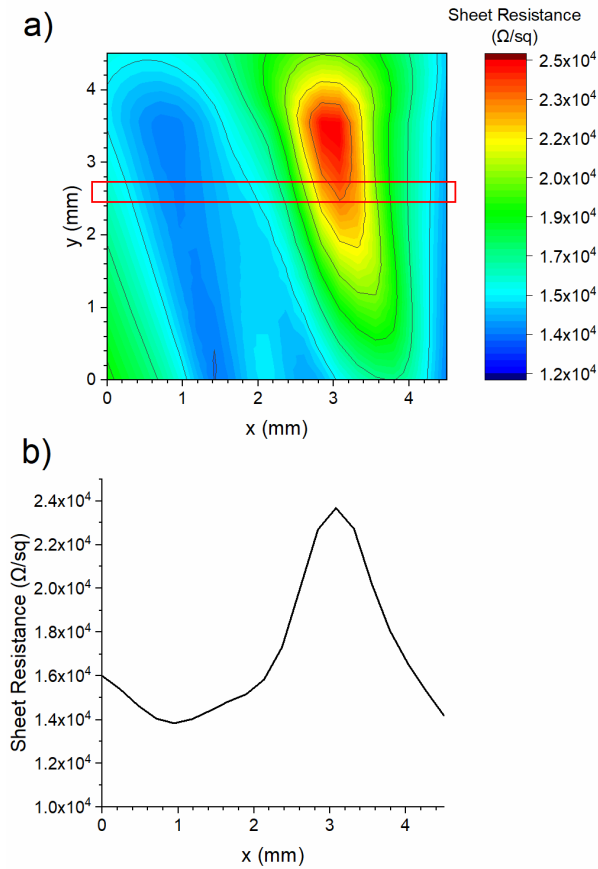 a)
Sheet Resistance
(Ω/sq)
2.5x10⁴
2.3x10⁴
2.2x10⁴
2.0x10⁴
1.9x10⁴
1.7x10⁴
1.5x10⁴
1.4x10⁴
1.2x10⁴
4
3
2
1
0
y (mm)
0 1 2 3 4
x (mm)
b)
2.4x10⁴
2.2x10⁴
2.0x10⁴
1.8x10⁴
1.6x10⁴
1.4x10⁴
1.2x10⁴
1.0x10⁴
Sheet Resistance (Ω/sq)
0 1 2 3 4
x (mm)